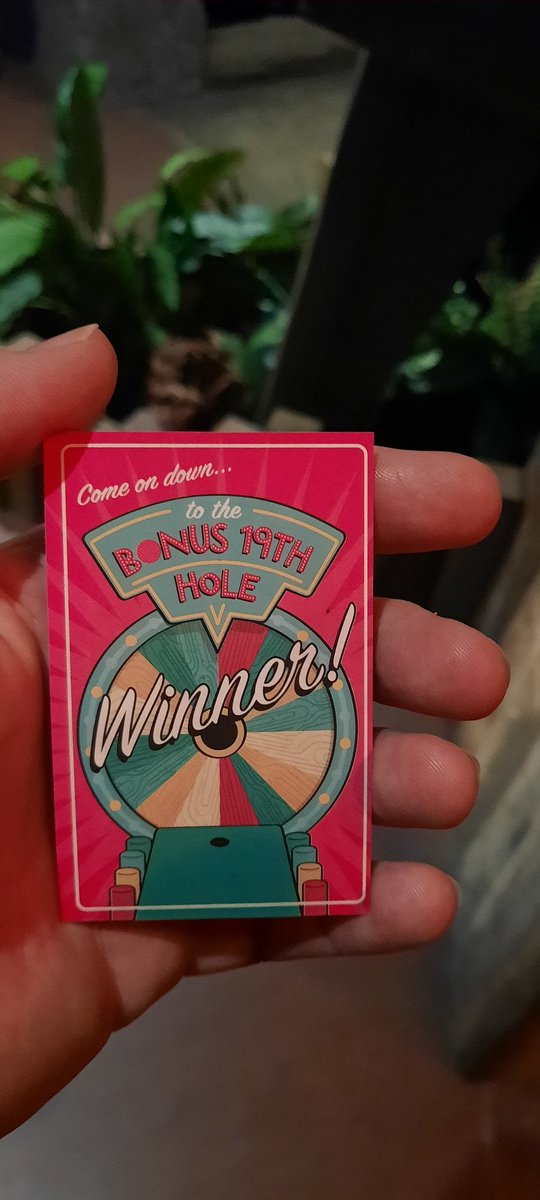 Come on down...
to the
BONUS 19TH
HOLE
Winner!